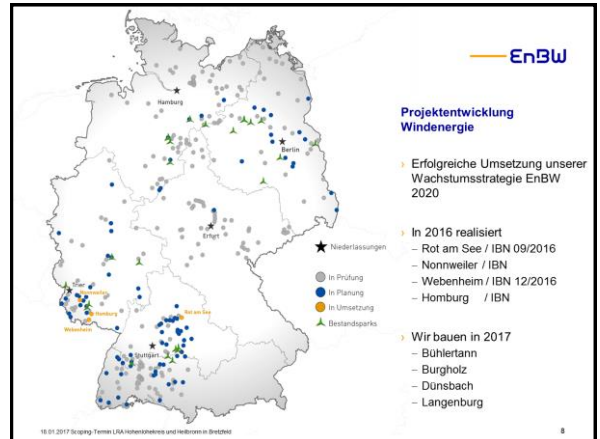 EnBW
Projektentwicklung
Windenergie
› Erfolgreiche Umsetzung unserer
Wachstumsstrategie EnBW
2020
› In 2016 realisiert
– Rot am See / IBN 09/2016
– Nonnweiler / IBN
– Webenheim / IBN 12/2016
– Homburg / IBN
› Wir bauen in 2017
– Bühlertann
– Burgholz
– Dünsbach
– Langenburg
Hamburg
Berlin
Erfurt
Trier
Nonnweiler
Homburg
Webenheim
Rot am See
Stuttgart
Niederlassungen
In Prüfung
In Planung
In Umsetzung
Bestandsparks
18.01.2017 Scoping-Termin LRA Hohenlohekreis und Heilbronn in Bretzfeld
8